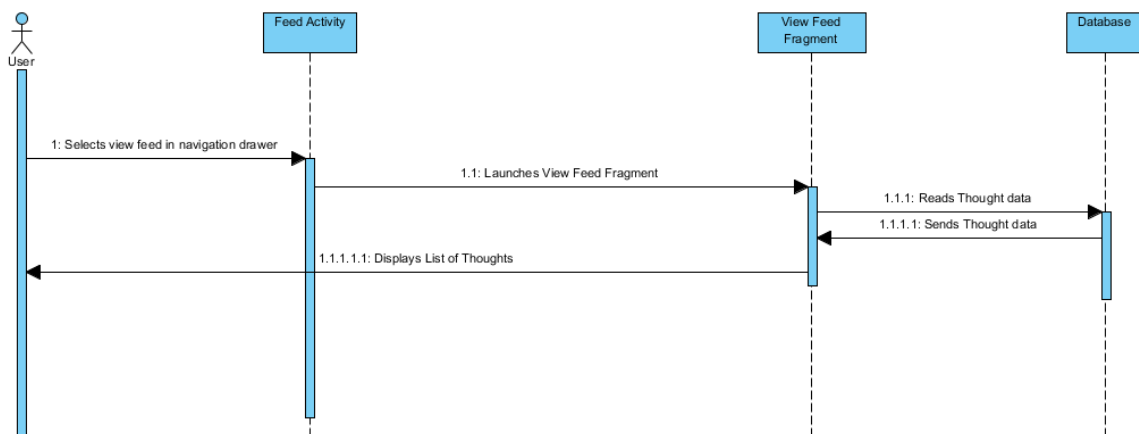 Feed Activity
View Feed
Fragment
Database
User
1: Selects view feed in navigation drawer
1.1: Launches View Feed Fragment
1.1.1: Reads Thought data
1.1.1.1: Sends Thought data
1.1.1.1.1: Displays List of Thoughts